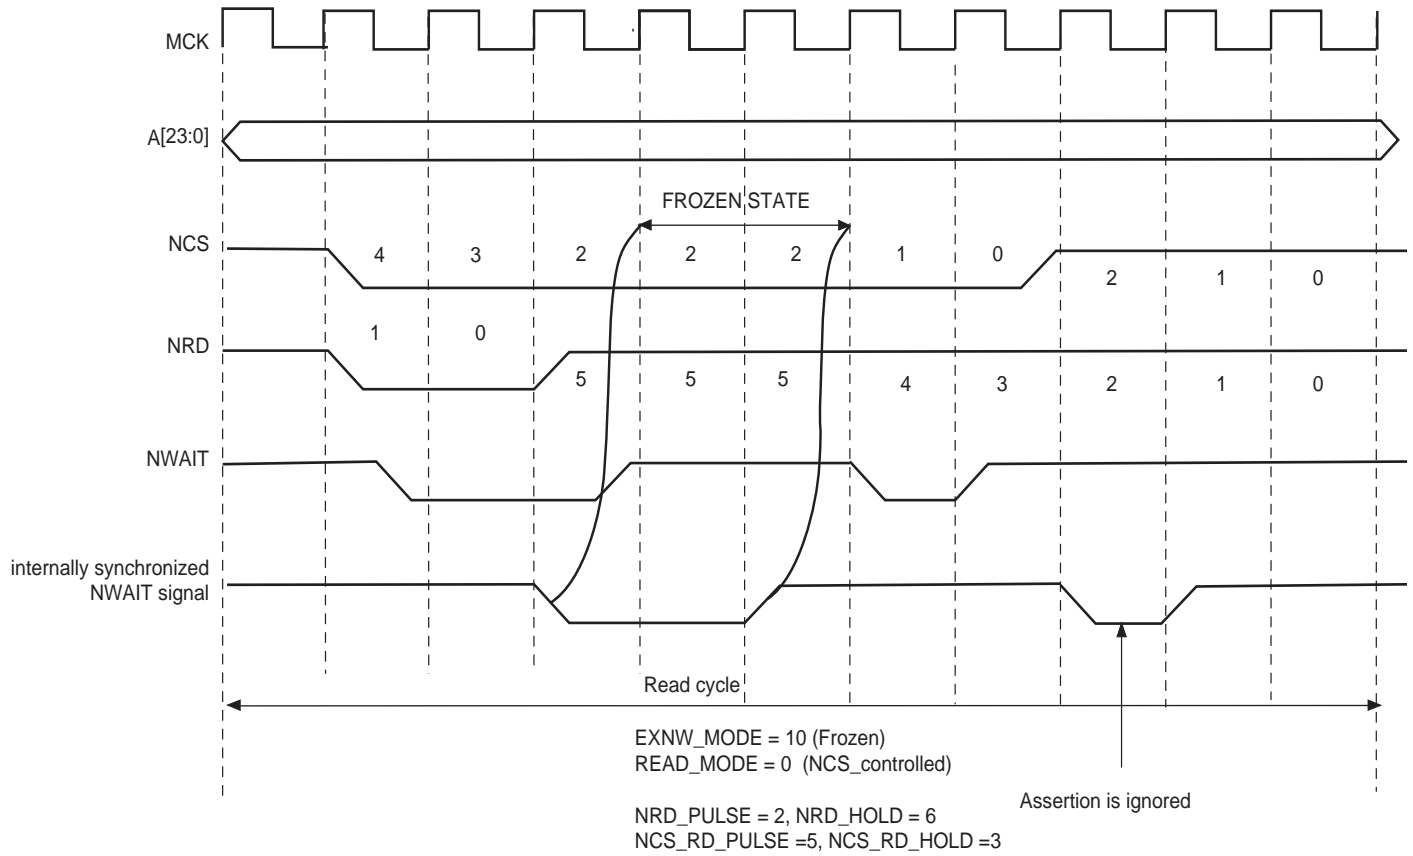 MCK
A[23:0]
FROZEN STATE
NCS
4 3 2 2 2 1 0
2 1 0
1 0
NRD
5 5 5 4 3 2 1 0
NWAIT
internally synchronized
NWAIT signal
Read cycle
EXNW_MODE = 10 (Frozen)
READ_MODE = 0 (NCS_controlled)
Assertion is ignored
NRD_PULSE = 2, NRD_HOLD = 6
NCS_RD_PULSE =5, NCS_RD_HOLD =3